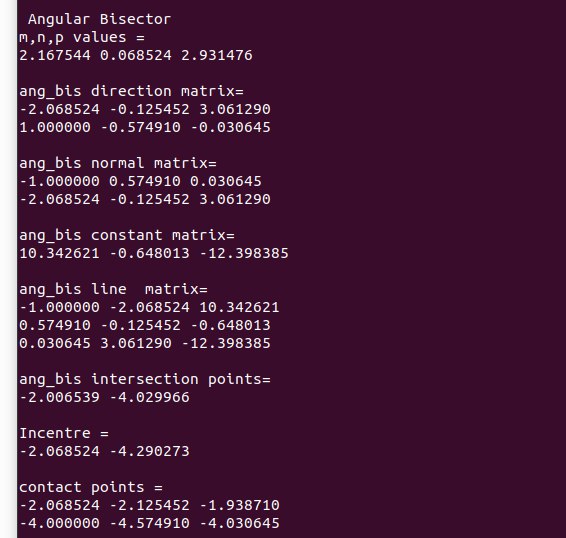 Angular Bisector
m,n,p values =
2.167544 0.068524 2.931476
ang_bis direction matrix=
-2.068524 -0.125452 3.061290
1.000000 -0.574910 -0.030645
ang_bis normal matrix=
-1.000000 0.574910 0.030645
-2.068524 -0.125452 3.061290
ang_bis constant matrix=
10.342621 -0.648013 -12.398385
ang_bis line  matrix=
-1.000000 -2.068524 10.342621
0.574910 -0.125452 -0.648013
0.030645 3.061290 -12.398385
ang_bis intersection points=
-2.006539 -4.029966
Incentre =
-2.068524 -4.290273
contact points =
-2.068524 -2.125452 -1.938710
-4.000000 -4.574910 -4.030645